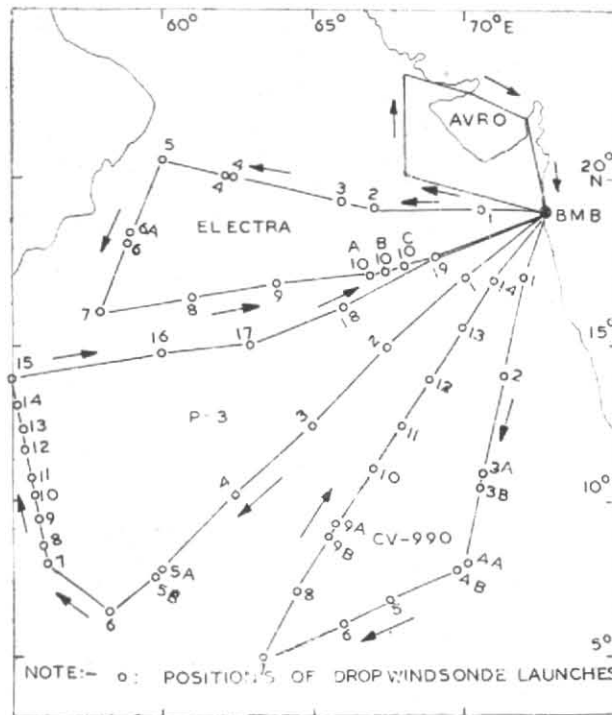 60° 65° 70°E
AVRO
20°
N-
5
4
4
3
2
1
BMB
6A
6
ELECTRA
A
B
C
10
10
10
19
1
14
1
7
8
9
18
15
16
17
15°
2
13
2
14
13
12
P-3
3
12
11
11
10
4
10
3A
3B
10°
9
9A
9B
CV-990
8
7
5A
5B
4A
4B
6
8
5
6
5°
7
NOTE:- o: POSITIONS OF DROPWINDSONDE LAUNCHES